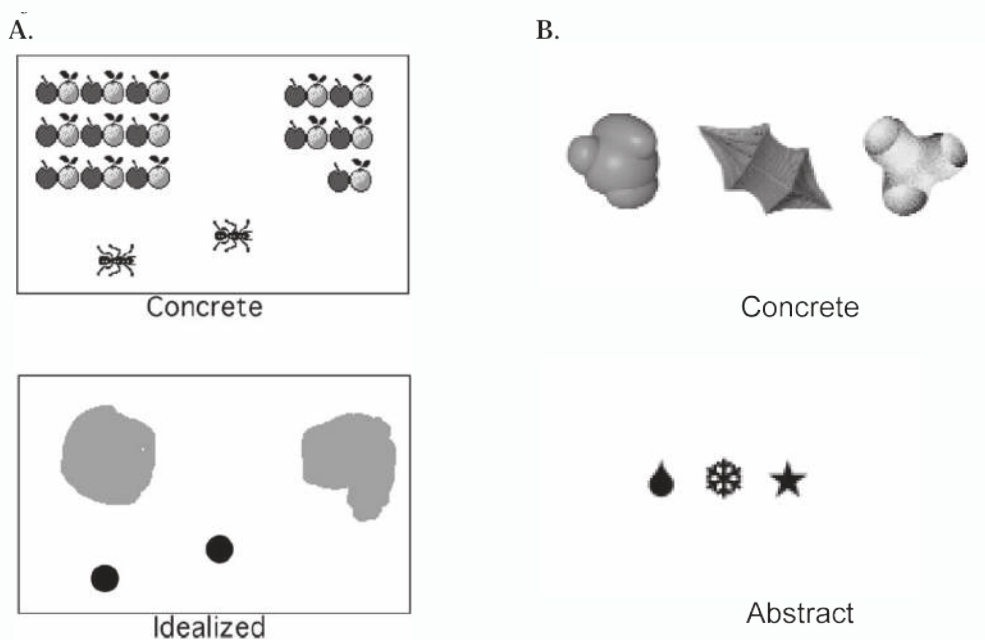 A.
B.
Concrete
Concrete
Idealized
Abstract